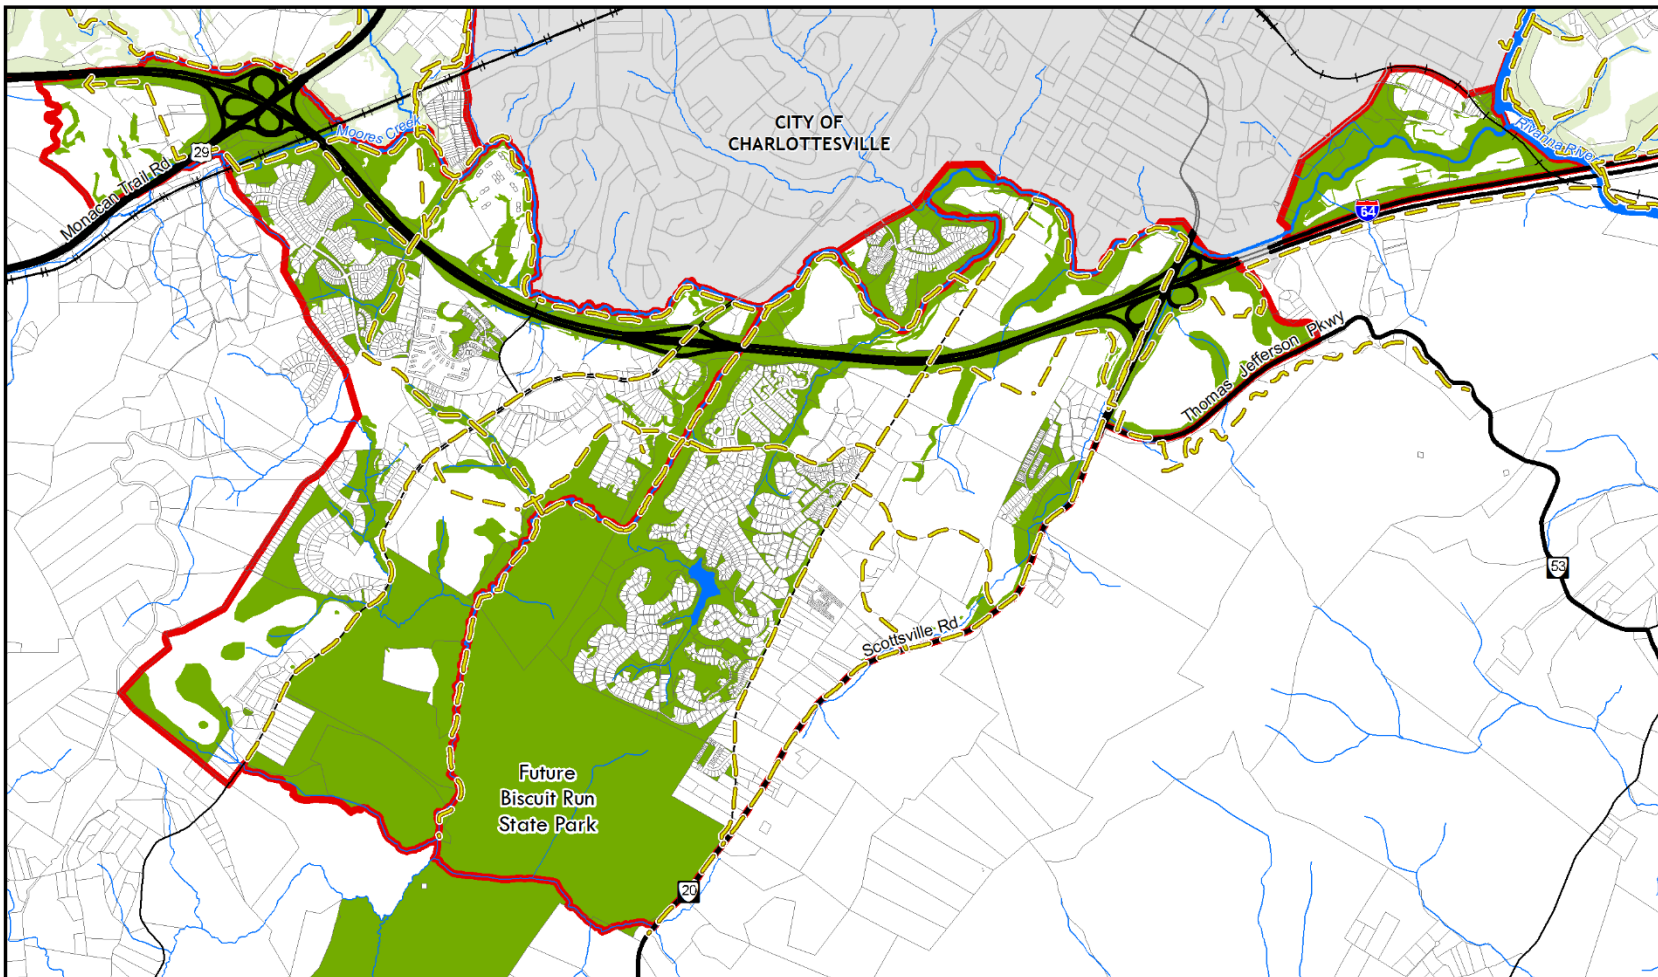 CITY OF
CHARLOTTESVILLE
Moores Creek
29
Monacan Trail Rd
Rivanna Rive
64
Thomas Jefferson Pkwy
53
Scottsville Rd
Future
Biscuit Run
State Park
20